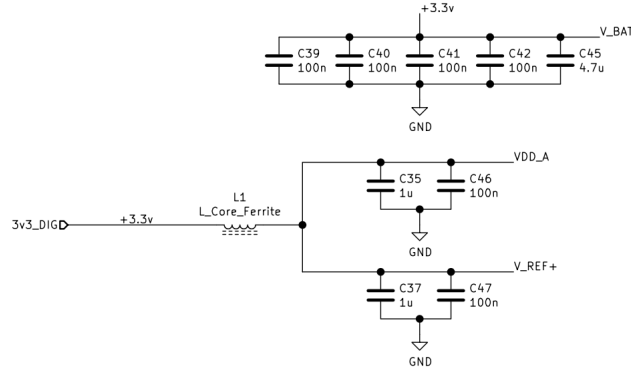 +3.3v
V_BAT
C39 100n
C40 100n
C41 100n
C42 100n
C45 4.7u
GND
VDD_A
C35 1u
C46 100n
GND
L1
L_Core_Ferrite
3v3_DIG
+3.3v
V_REF+
C37 1u
C47 100n
GND